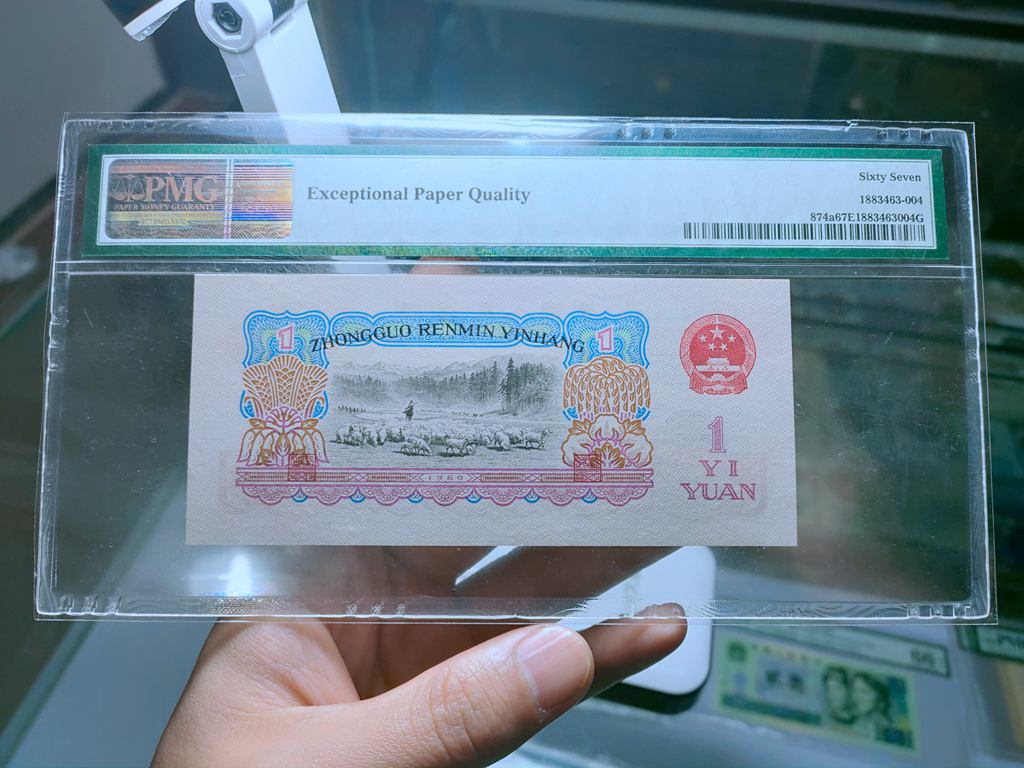 PMG
PAPER MONEY GUARANTY
Exceptional Paper Quality
Sixty Seven
1883463-004
874a67E1883463004G
1
ZHONGGUO RENMIN YINHANG
1
1
YI
YUAN
1960
66